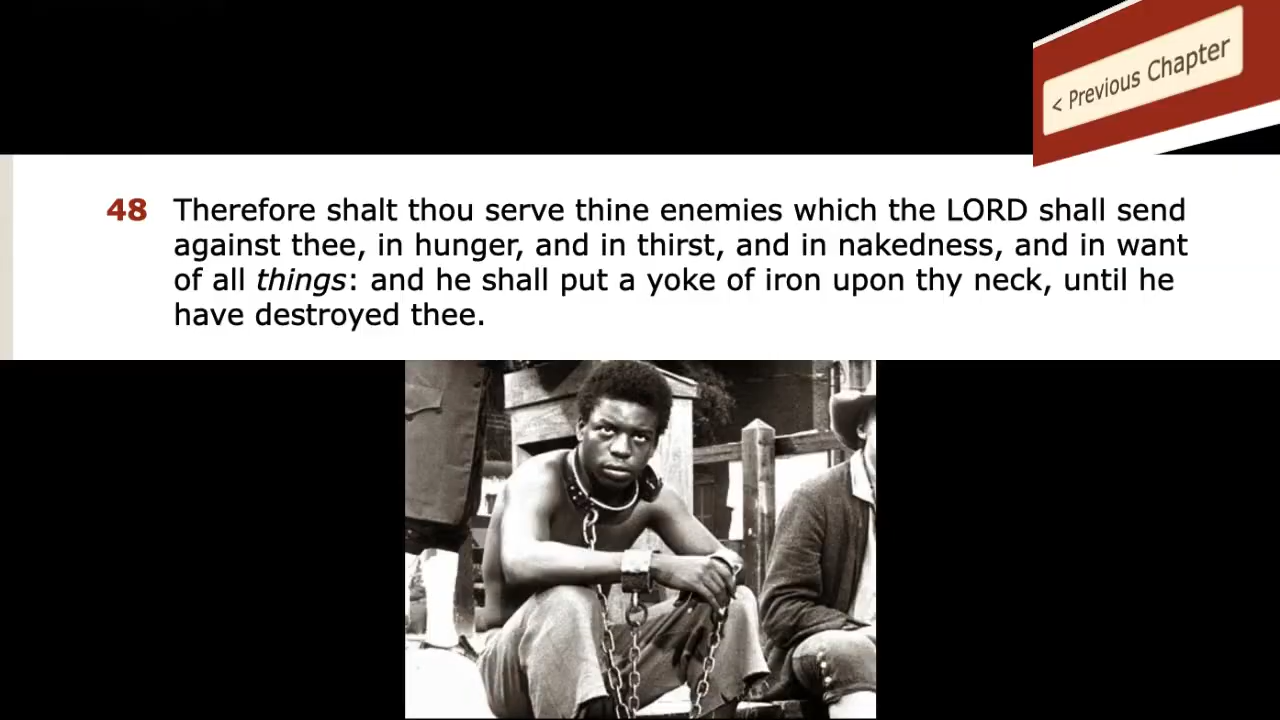 < Previous Chapter
48 Therefore shalt thou serve thine enemies which the LORD shall send
against thee, in hunger, and in thirst, and in nakedness, and in want
of all things: and he shall put a yoke of iron upon thy neck, until he
have destroyed thee.